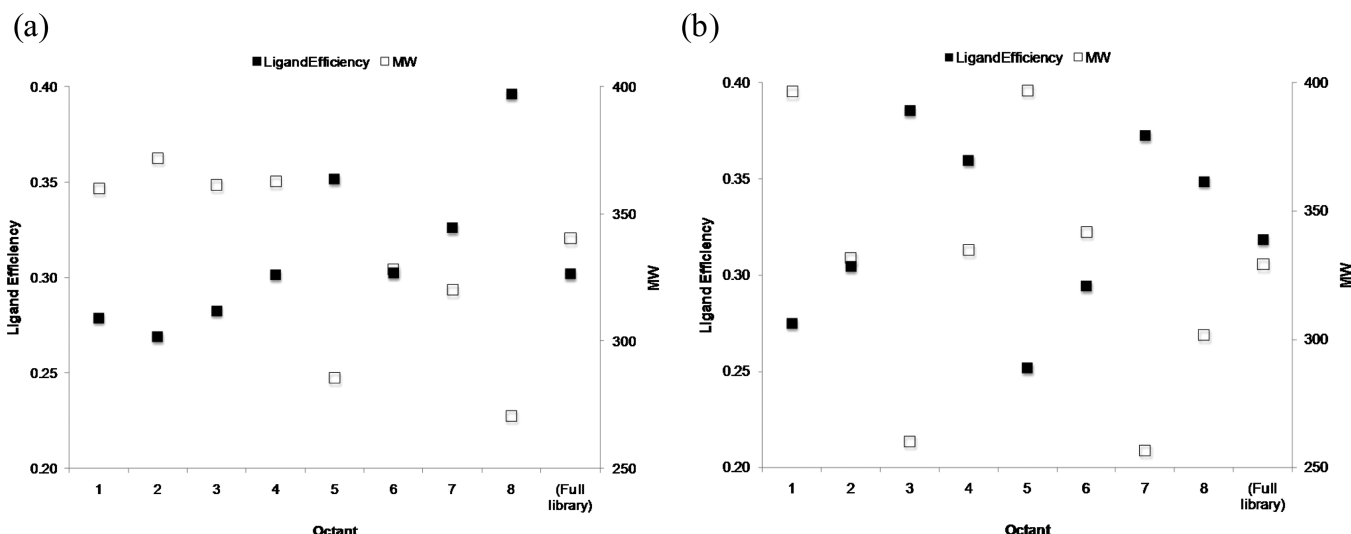 (a)
LigandEfficiency MW
0.40
0.35
0.30
0.25
0.20
Ligand Efficiency
400
350
300
250
MW
1 2 3 4 5 6 7 8 (Full
library)
Octant
(b)
LigandEfficiency MW
0.40
0.35
0.30
0.25
0.20
Ligand Efficiency
400
350
300
250
MW
1 2 3 4 5 6 7 8 (Full
library)
Octant